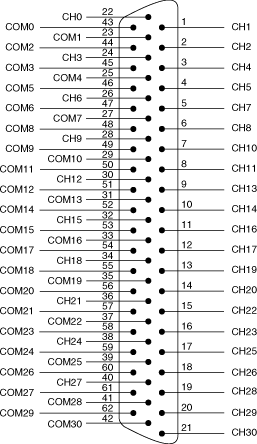 CH0 22
COM0 43 1 CH1
COM1 23
COM2 44 2 CH2
CH3 24
COM3 45 3 CH4
COM4 25
COM5 46 4 CH5
CH6 26
COM6 47 5 CH7
COM7 27
COM8 48 6 CH8
CH9 28
COM9 49 7 CH10
COM10 29
COM11 50 8 CH11
CH12 30
COM12 51 9 CH13
COM13 31
COM14 52 10 CH14
CH15 32
COM15 53 11 CH16
COM16 33
COM17 54 12 CH17
CH18 34
COM18 55 13 CH19
COM19 35
COM20 56 14 CH20
CH21 36
COM21 57 15 CH22
COM22 37
COM23 58 16 CH23
CH24 38
COM24 59 17 CH25
COM25 39
COM26 60 18 CH26
CH27 40
COM27 61 19 CH28
COM28 41
COM29 62 20 CH29
COM30 42
21 CH30